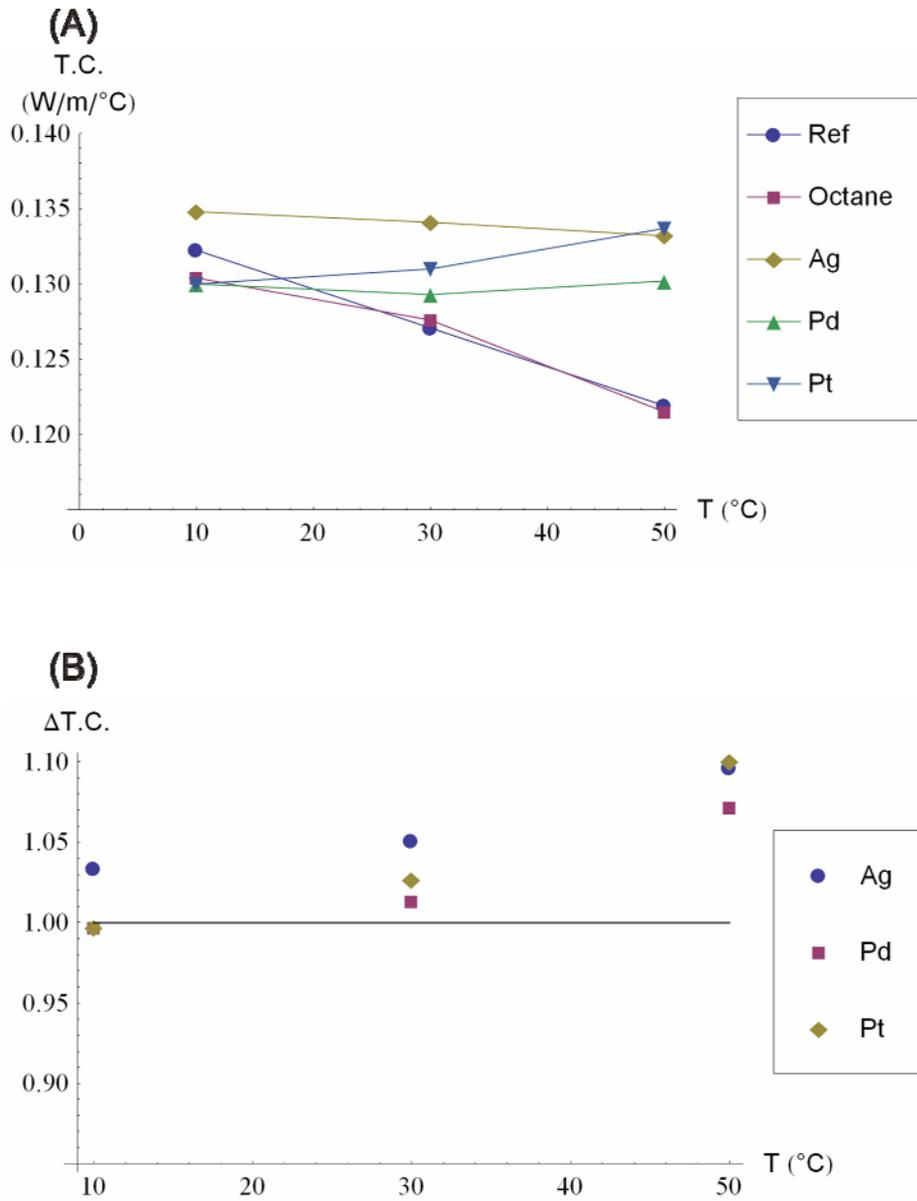 (A)
T.C.
(W/m/°C)
0.140
0.135
0.130
0.125
0.120
0 10 20 30 40 50
T (°C)
Ref
Octane
Ag
Pd
Pt
(B)
ΔT.C.
1.10
1.05
1.00
0.95
0.90
10 20 30 40 50
T (°C)
Ag
Pd
Pt